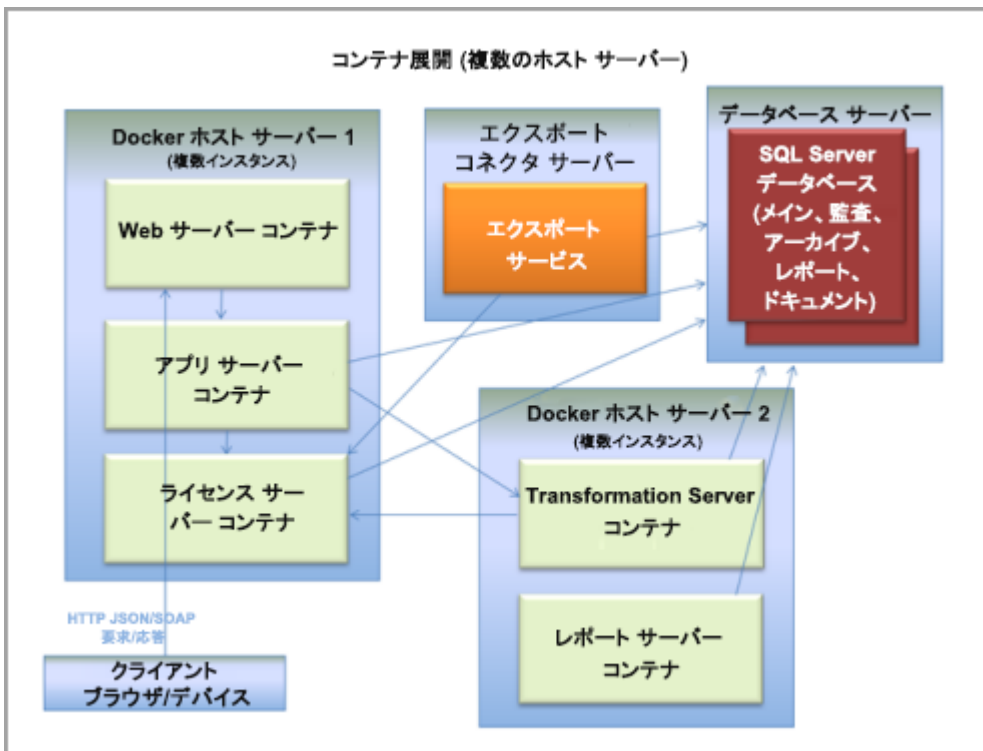 コンテナ展開 (複数のホスト サーバー)
Docker ホスト サーバー 1
(複数インスタンス)
Web サーバー コンテナ
アプリ サーバー
コンテナ
ライセンス サー
バー コンテナ
HTTP JSON/SOAP
要求/応答
クライアント
ブラウザ/デバイス
エクスポート
コネクタ サーバー
エクスポート
サービス
データベース サーバー
SQL Server
データベース
(メイン、監査、
アーカイブ、
レポート、
ドキュメント)
Docker ホスト サーバー 2
(複数インスタンス)
Transformation Server
コンテナ
レポート サーバー
コンテナ